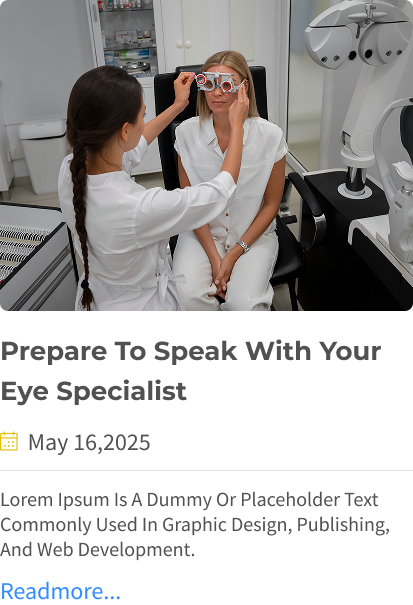 Prepare To Speak With Your
Eye Specialist
May 16,2025
Lorem Ipsum Is A Dummy Or Placeholder Text
Commonly Used In Graphic Design, Publishing,
And Web Development.
Readmore...